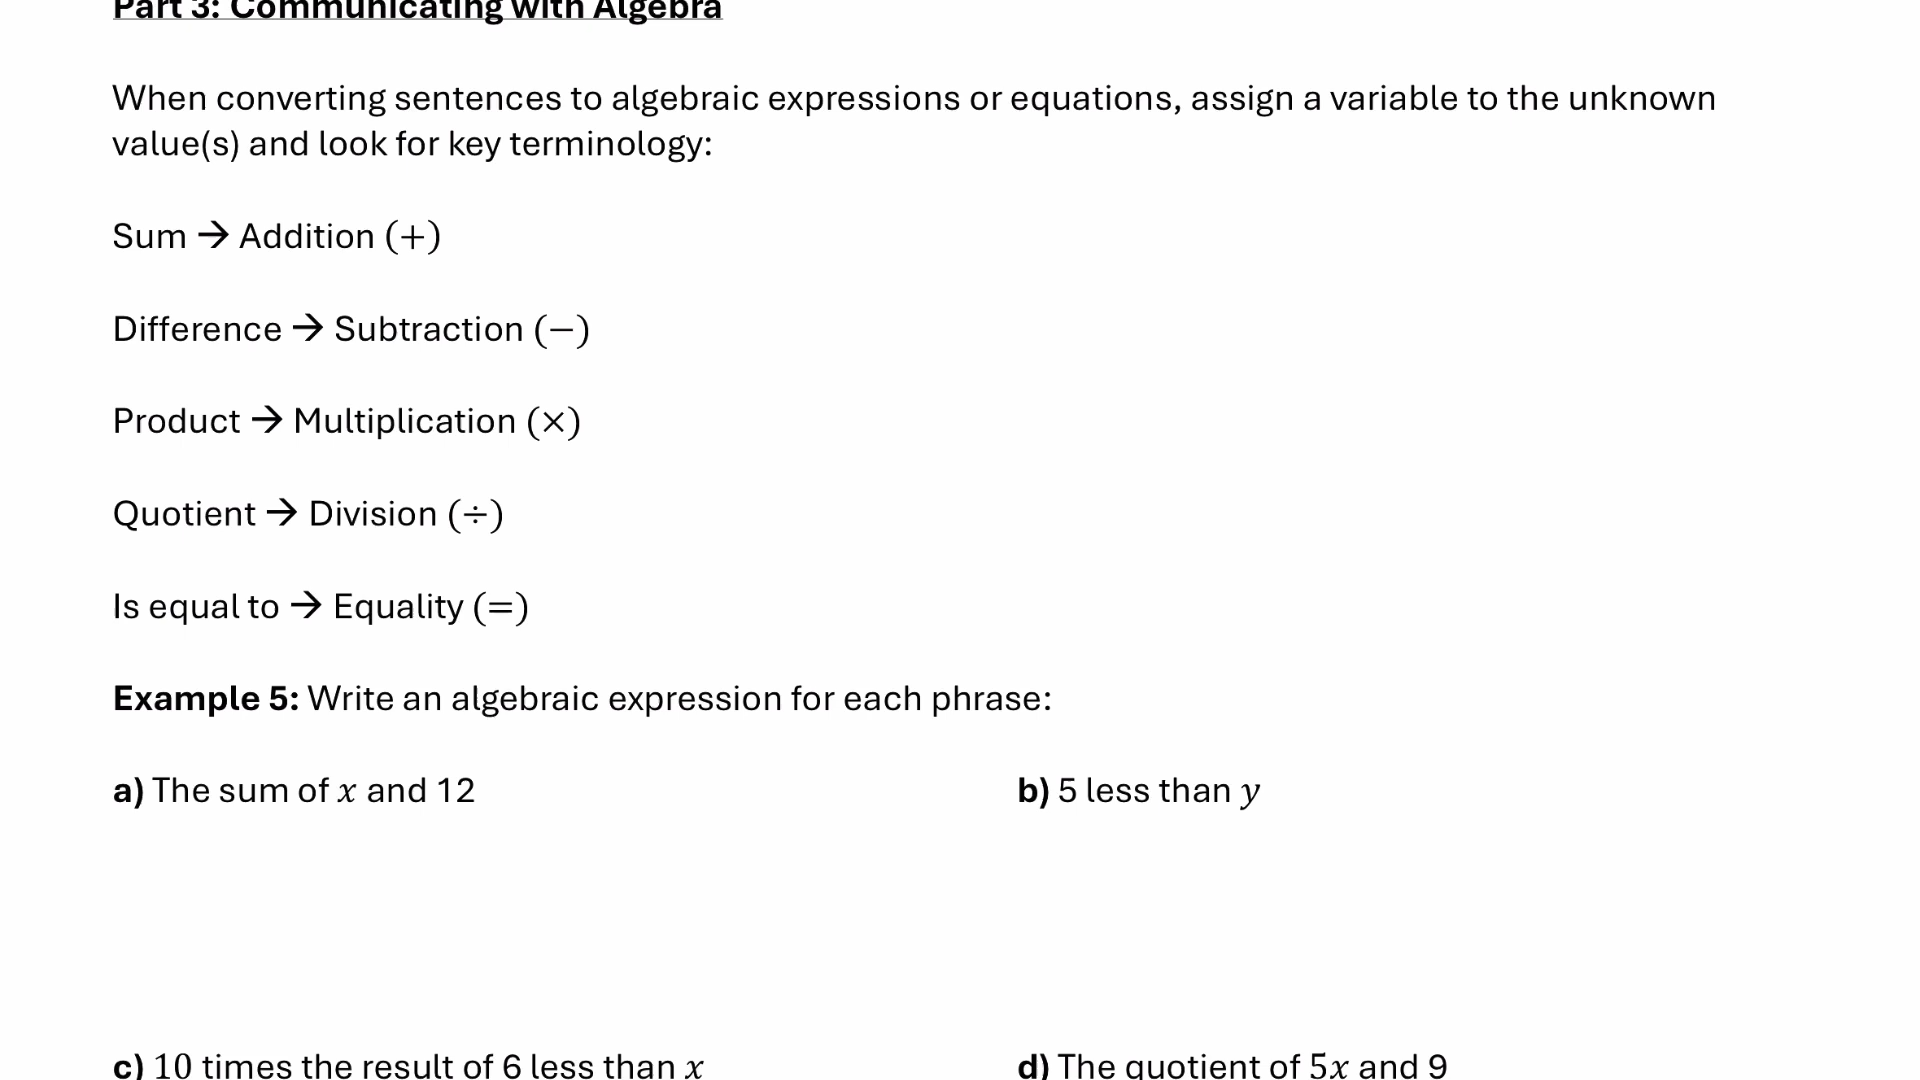 Part 3: Communicating with Algebra
When converting sentences to algebraic expressions or equations, assign a variable to the unknown
value(s) and look for key terminology:
Sum → Addition (+)
Difference → Subtraction (−)
Product → Multiplication (×)
Quotient → Division (÷)
Is equal to → Equality (=)
Example 5: Write an algebraic expression for each phrase:
a) The sum of x and 12
b) 5 less than y
c) 10 times the result of 6 less than x
d) The quotient of 5x and 9